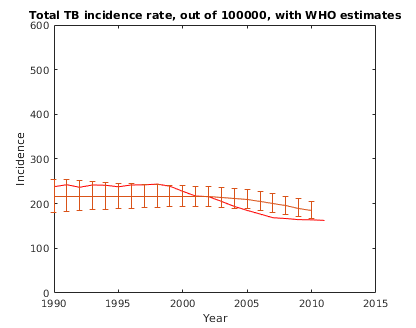 Total TB incidence rate, out of 100000, with WHO estimates
600
500
400
300
200
100
0
Incidence
1990 1995 2000 2005 2010 2015
Year